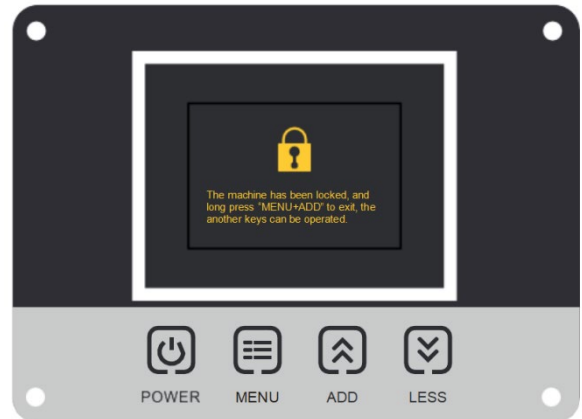 The machine has been locked, and
long press "MENU+ADD" to exit, the
another keys can be operated.
POWER MENU ADD LESS